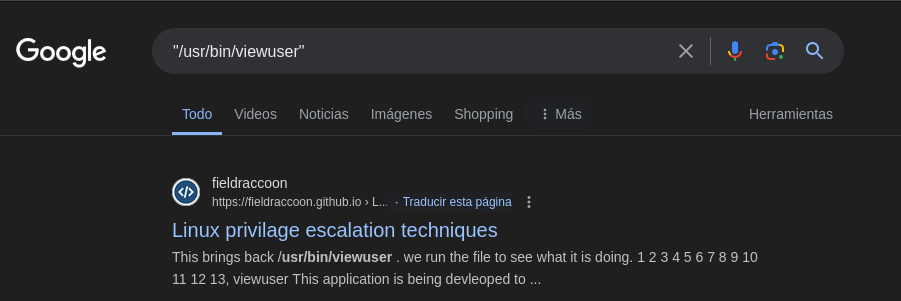 Google
"/usr/bin/viewuser"
Todo Videos Noticias Imágenes Shopping Más Herramientas
fieldraccoon
https://fieldraccoon.github.io › L... · Traducir esta página
Linux privilage escalation techniques
This brings back /usr/bin/viewuser . we run the file to see what it is doing. 1 2 3 4 5 6 7 8 9 10
11 12 13, viewuser This application is being devleoped to ...